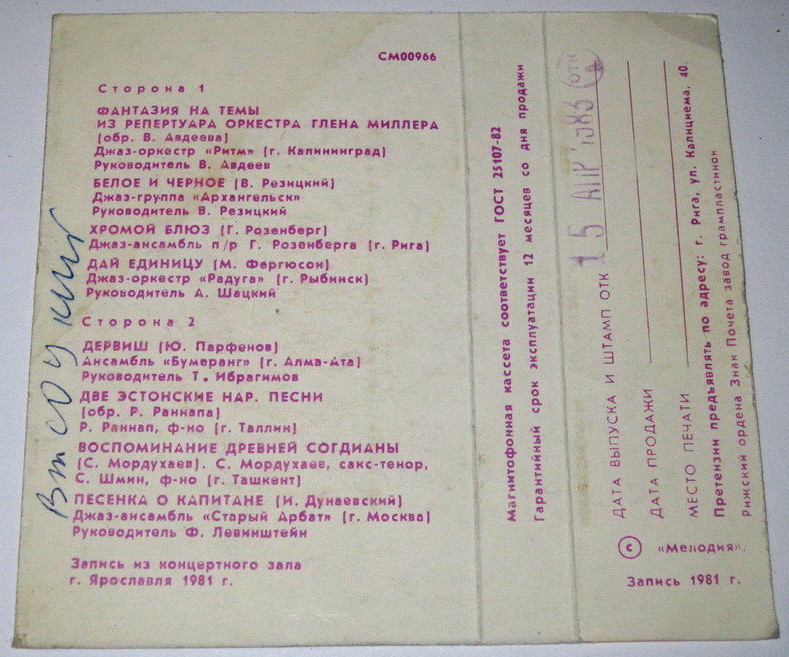 СМ00966
Сторона 1
ФАНТАЗИЯ НА ТЕМЫ
ИЗ РЕПЕРТУАРА ОРКЕСТРА ГЛЕНА МИЛЛЕРА
(обр. В. Авдеева)
Джаз-оркестр «Ритм» (г. Калининград)
Руководитель В. Авдеев
БЕЛОЕ И ЧЕРНОЕ (В. Резицкий)
Джаз-группа «Архангельск»
Руководитель В. Резицкий
ХРОМОЙ БЛЮЗ (Г. Розенберг)
Джаз-ансамбль п/р Г. Розенберга (г. Рига)
ДАЙ ЕДИНИЦУ (М. Фергюсон)
Джаз-оркестр «Радуга» (г. Рыбинск)
Руководитель А. Шацкий
Сторона 2
ДЕРВИШ (Ю. Парфенов)
Ансамбль «Бумеранг» (г. Алма-Ата)
Руководитель Т. Ибрагимов
ДВЕ ЭСТОНСКИЕ НАР. ПЕСНИ
(обр. Р. Раннапа)
Р. Раннап, ф-но (г. Таллин)
ВОСПОМИНАНИЕ ДРЕВНЕЙ СОГДИАНЫ
(С. Мордухаев). С. Мордухаев, сакс-тенор,
С. Шмин, ф-но (г. Ташкент)
ПЕСЕНКА О КАПИТАНЕ (И. Дунаевский)
Джаз-ансамбль «Старый Арбат» (г. Москва)
Руководитель Ф. Левинштейн
Запись из концертного зала
г. Ярославля 1981 г.
Магнитофонная кассета соответствует ГОСТ 25107-82
Гарантийный срок эксплуатации 12 месяцев со дня продажи
ДАТА ВЫПУСКА И ШТАМП ОТК 15 АПР 1986 ОТК
ДАТА ПРОДАЖИ
МЕСТО ПЕЧАТИ
Претензии предъявлять по адресу: г. Рига, ул. Калнциема, 40.
Рижский ордена Знак Почета завод грампластинок
© «Мелодия».
Запись 1981 г.